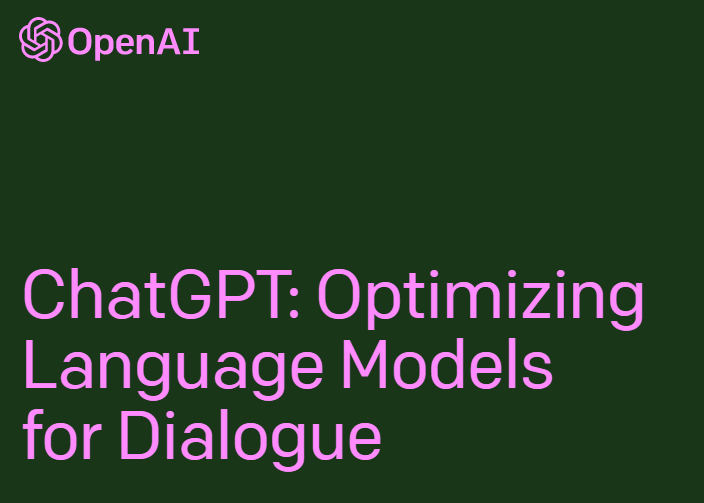 OpenAI
ChatGPT: Optimizing
Language Models
for Dialogue